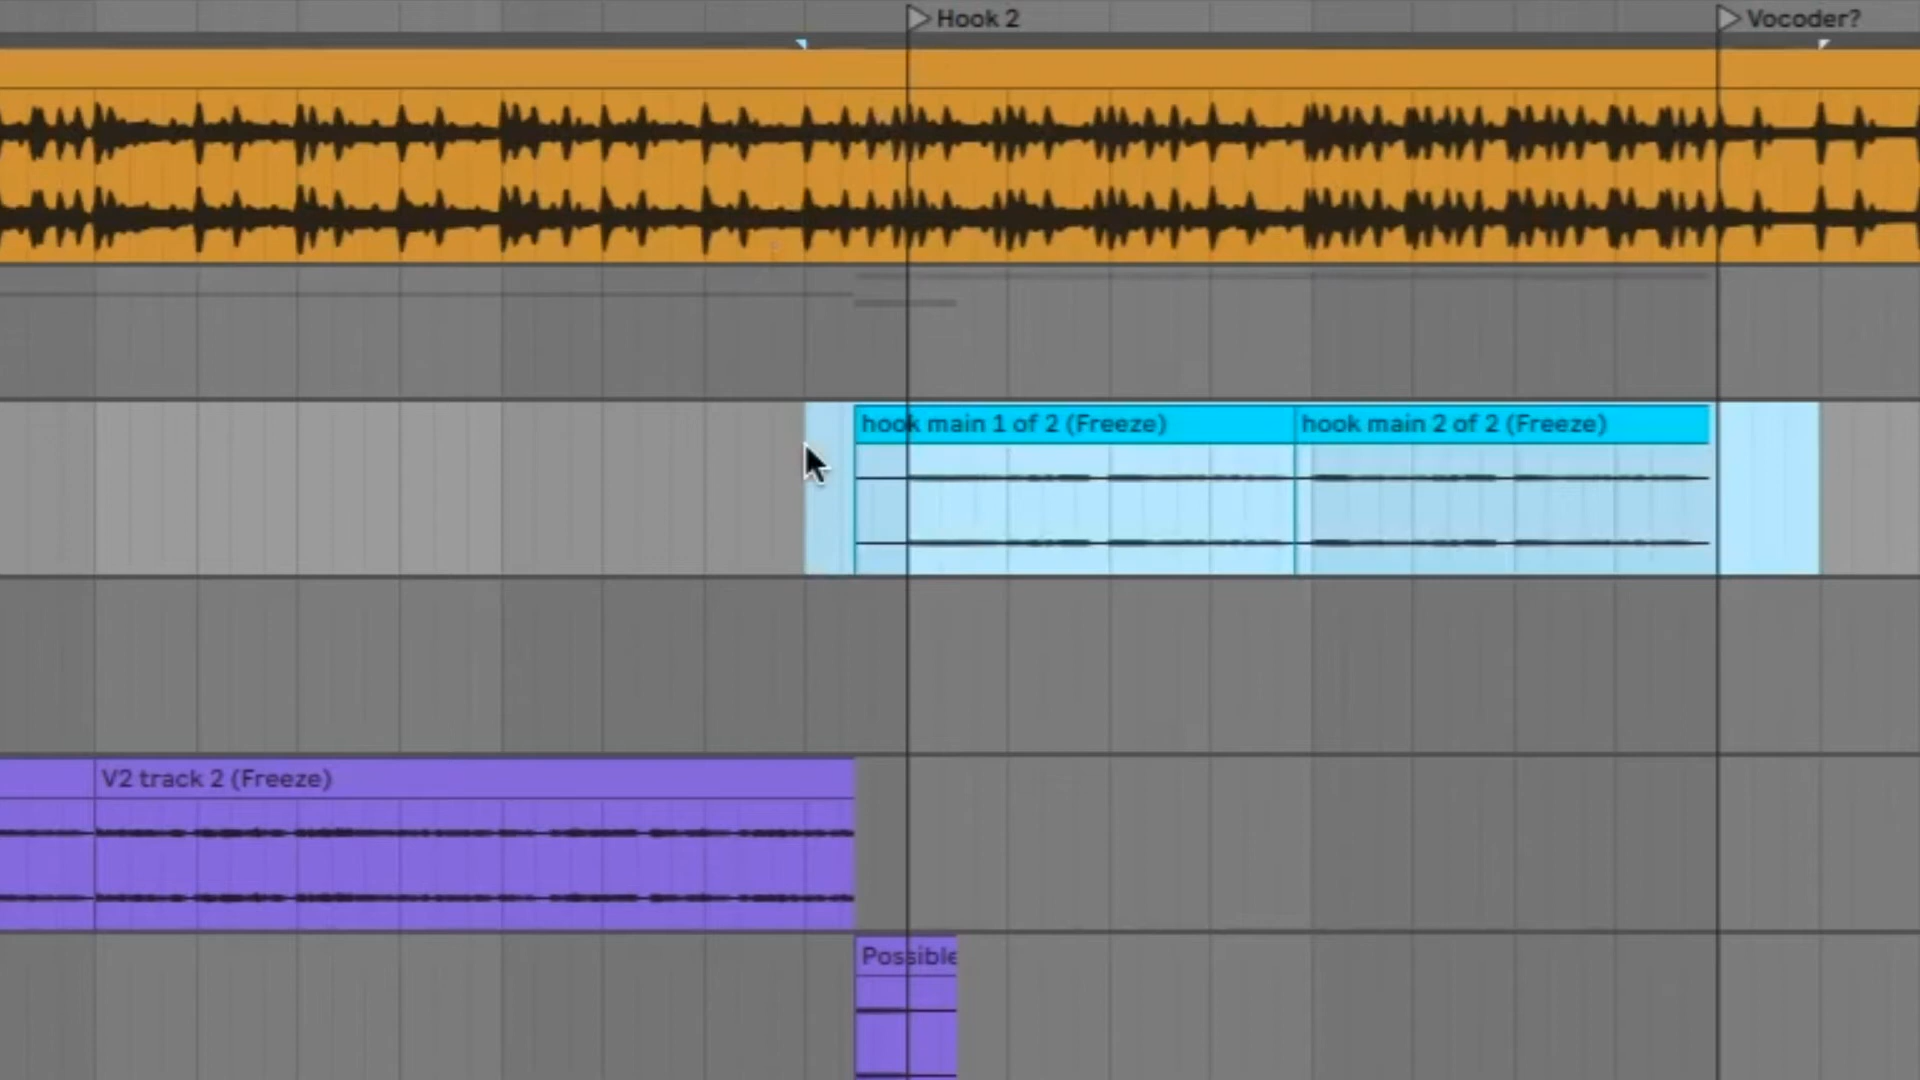 Hook 2
Vocoder?
hook main 1 of 2 (Freeze)
hook main 2 of 2 (Freeze)
V2 track 2 (Freeze)
Possible